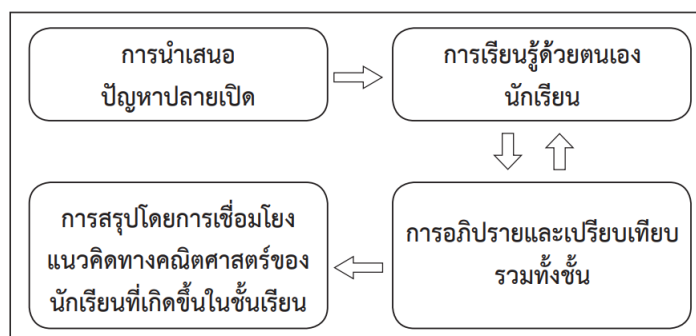 การนำเสนอ
ปัญหาปลายเปิด
การเรียนรู้ด้วยตนเอง
นักเรียน
การอภิปรายและเปรียบเทียบ
รวมทั้งชั้น
การสรุปโดยการเชื่อมโยง
แนวคิดทางคณิตศาสตร์ของ
นักเรียนที่เกิดขึ้นในชั้นเรียน